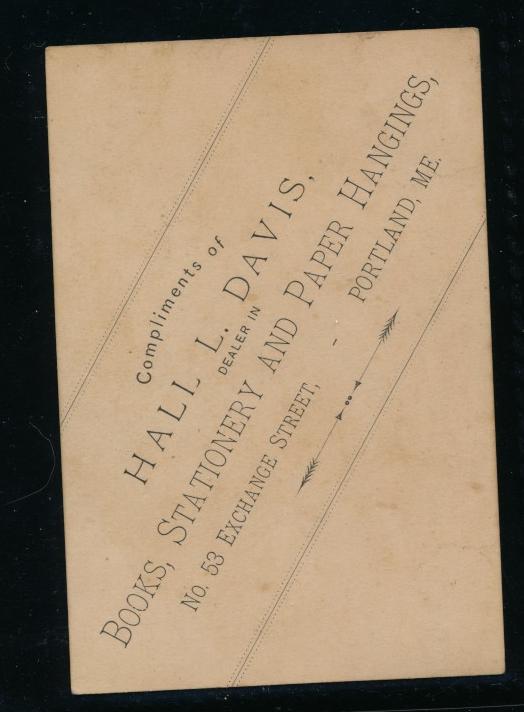 Compliments of
HALL L. DAVIS,
DEALER IN
BOOKS, STATIONERY AND PAPER HANGINGS,
No. 53 EXCHANGE STREET, - PORTLAND, ME.